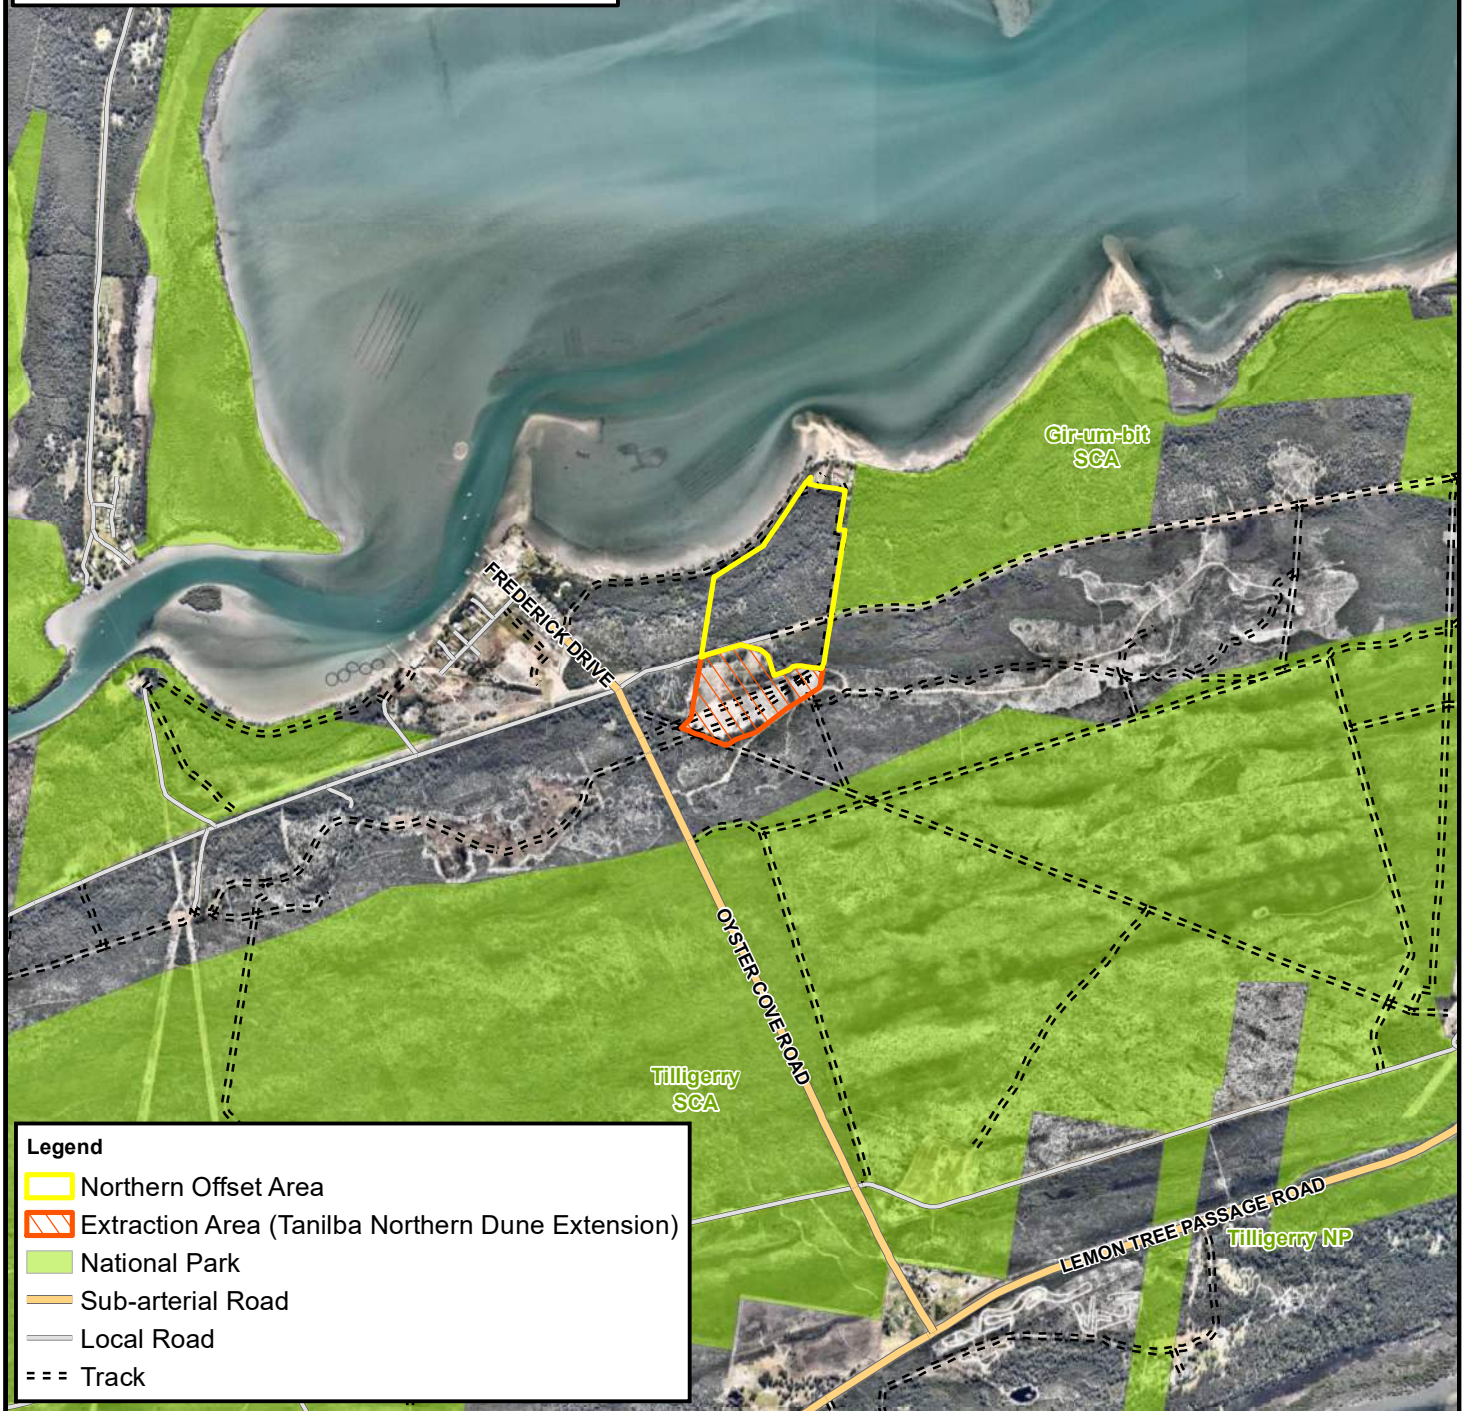 Gir-um-bit
SCA
FREDERICK DRIVE
OYSTER COVE ROAD
Tilligerry
SCA
LEMON TREE PASSAGE ROAD
Tilligerry NP
Legend
Northern Offset Area
Extraction Area (Tanilba Northern Dune Extension)
National Park
Sub-arterial Road
Local Road
Track